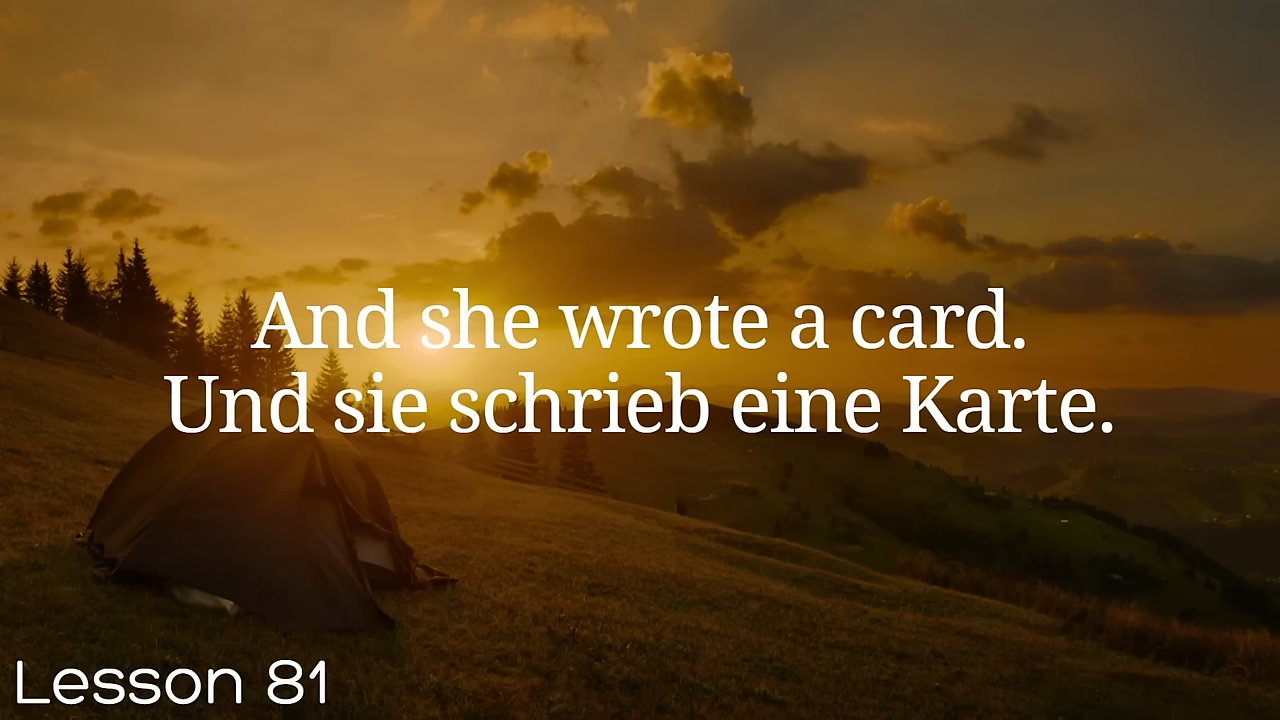 And she wrote a card.
Und sie schrieb eine Karte.
Lesson 81